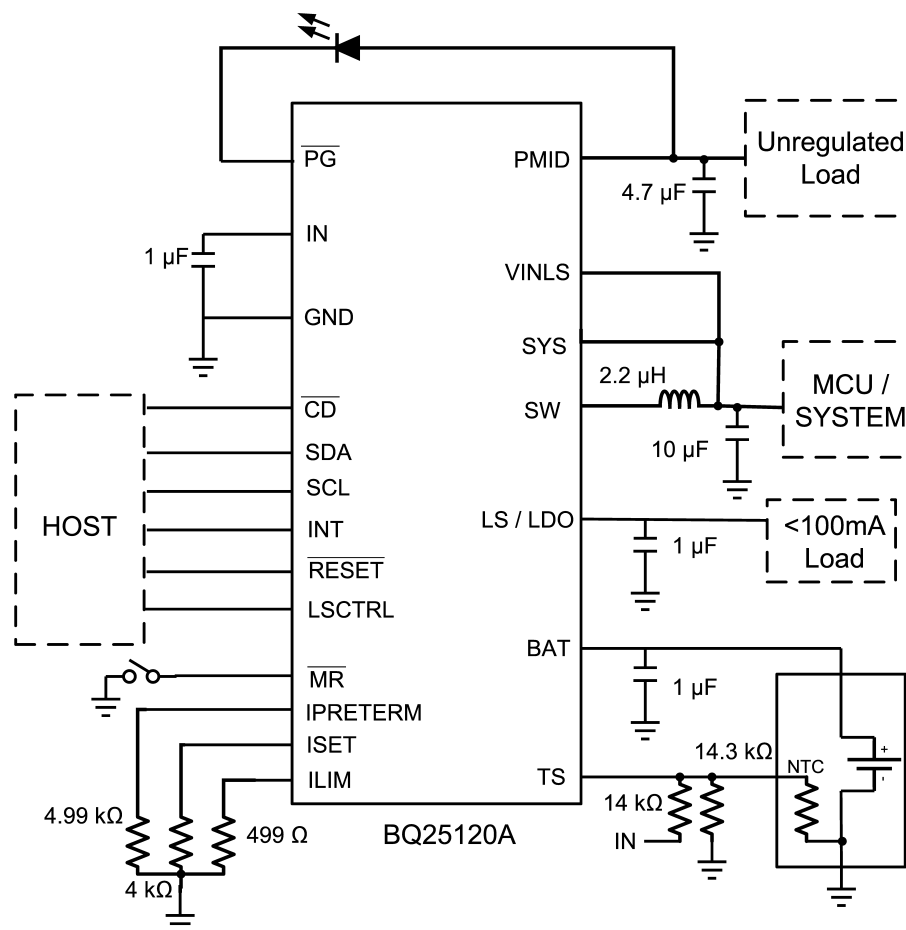 PG
PMID
Unregulated
Load
4.7 µF
IN
1 µF
GND
VINLS
SYS
2.2 µH
SW
MCU /
SYSTEM
10 µF
HOST
CD
SDA
SCL
INT
RESET
LSCTRL
LS / LDO
<100mA
Load
1 µF
BAT
1 µF
MR
IPRETERM
ISET
ILIM
TS
14.3 kΩ
NTC
+
-
14 kΩ
IN
4.99 kΩ
499 Ω
4 kΩ
BQ25120A